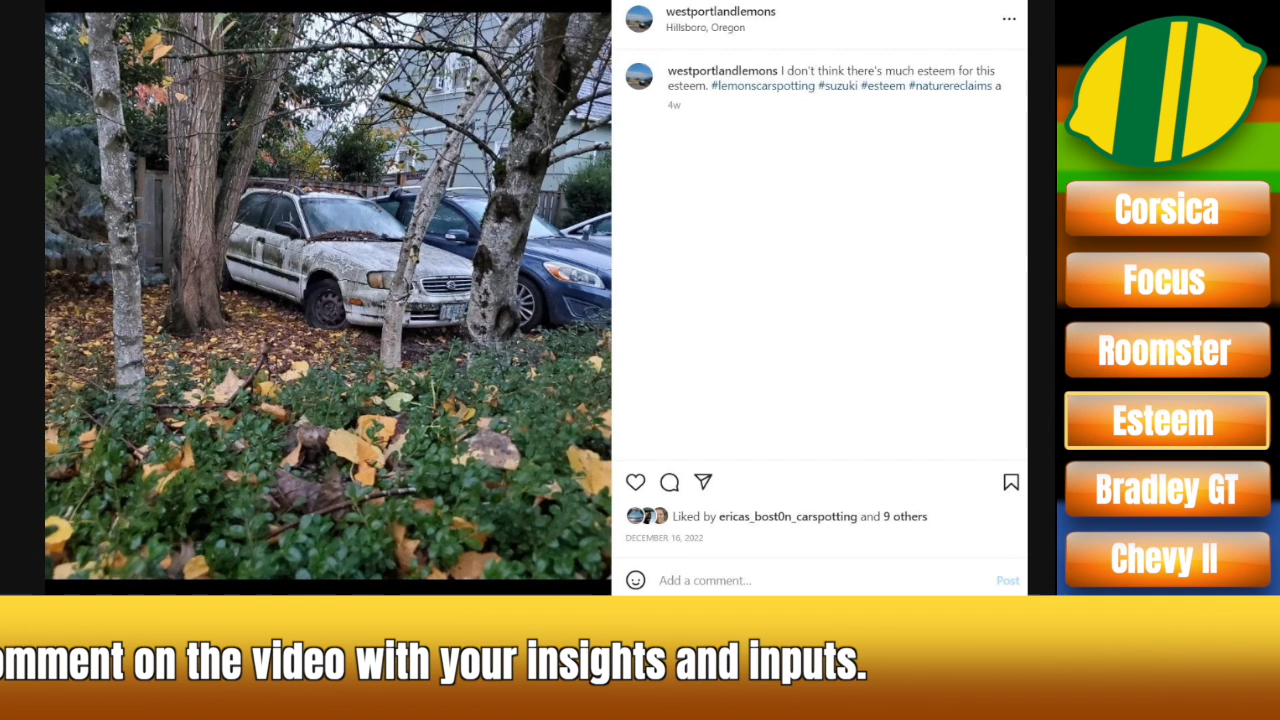 westportlandlemons
Hillsboro, Oregon
westportlandlemons I don't think there's much esteem for this
esteem. #lemonscarspotting #suzuki #esteem #naturereclaims a
4w
Liked by ericas_bost0n_carspotting and 9 others
DECEMBER 16, 2022
Add a comment...
Post
Corsica
Focus
Roomster
Esteem
Bradley GT
Chevy II
omment on the video with your insights and inputs.